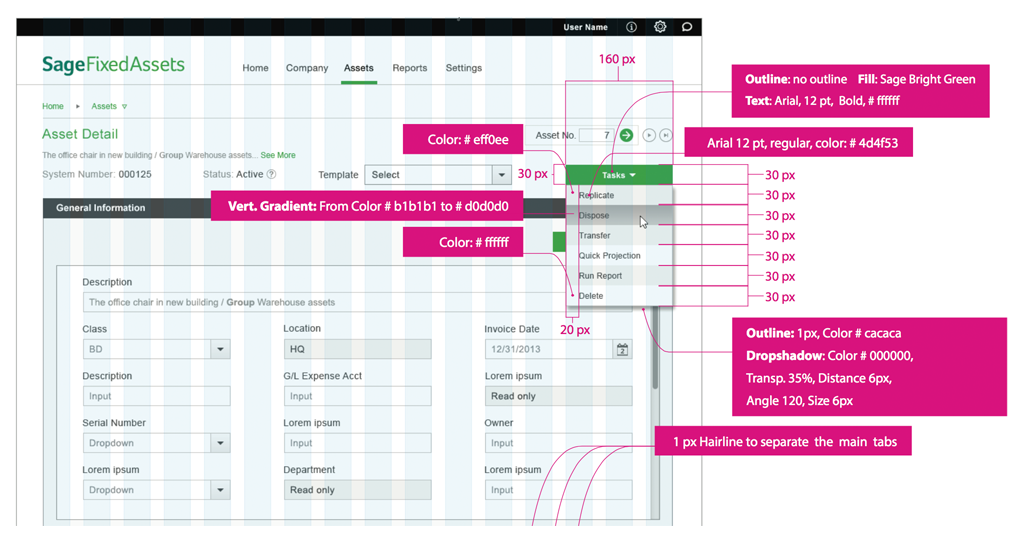 User Name
160 px
SageFixedAssets
Home Company Assets Reports Settings
Outline: no outline Fill: Sage Bright Green
Text: Arial, 12 pt, Bold, # ffffff
Home Assets
Asset Detail
Color: # eff0ee
Asset No. 7
Arial 12 pt, regular, color: # 4d4f53
The office chair in new building / Group Warehouse assets... See More
System Number: 000125 Status: Active ? Template Select
30 px
Tasks
30 px
Replicate
30 px
General Information
Vert. Gradient: From Color # b1b1b1 to # d0d0d0
Dispose
30 px
Color: # ffffff
Transfer
30 px
Quick Projection
30 px
Run Report
30 px
Delete
30 px
Description
The office chair in new building / Group Warehouse assets
20 px
Class Location Invoice Date
BD HQ 12/31/2013 2
Outline: 1px, Color # cacaca
Dropshadow: Color # 000000,
Transp. 35%, Distance 6px,
Angle 120, Size 6px
Description G/L Expense Acct Lorem ipsum
Input Input Read only
Serial Number Lorem ipsum Owner
Dropdown Input Input
1 px Hairline to separate the main tabs
Lorem ipsum Department Lorem ipsum
Dropdown Read only Input